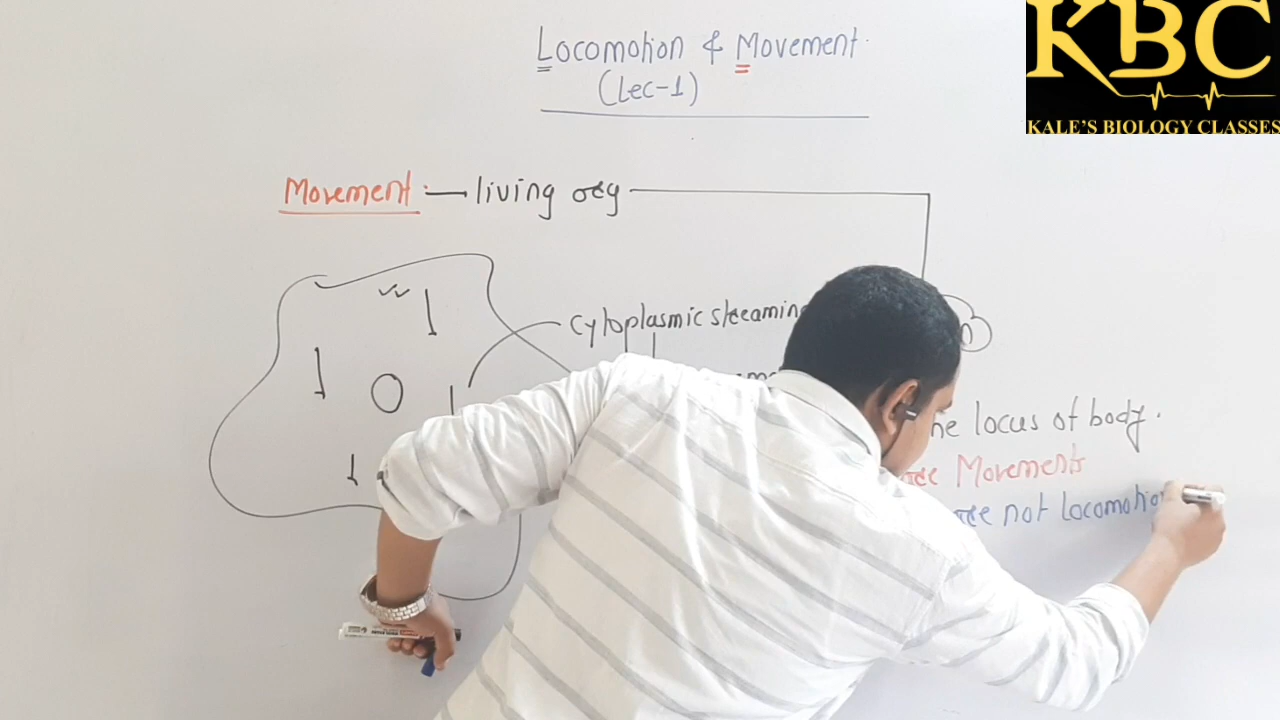 Locomotion & Movement.
(Lec-1)
KBC
KALE'S BIOLOGY CLASSES
Movement:— living org
cytoplasmic streaming
locus of body.
Movements
not locomotion